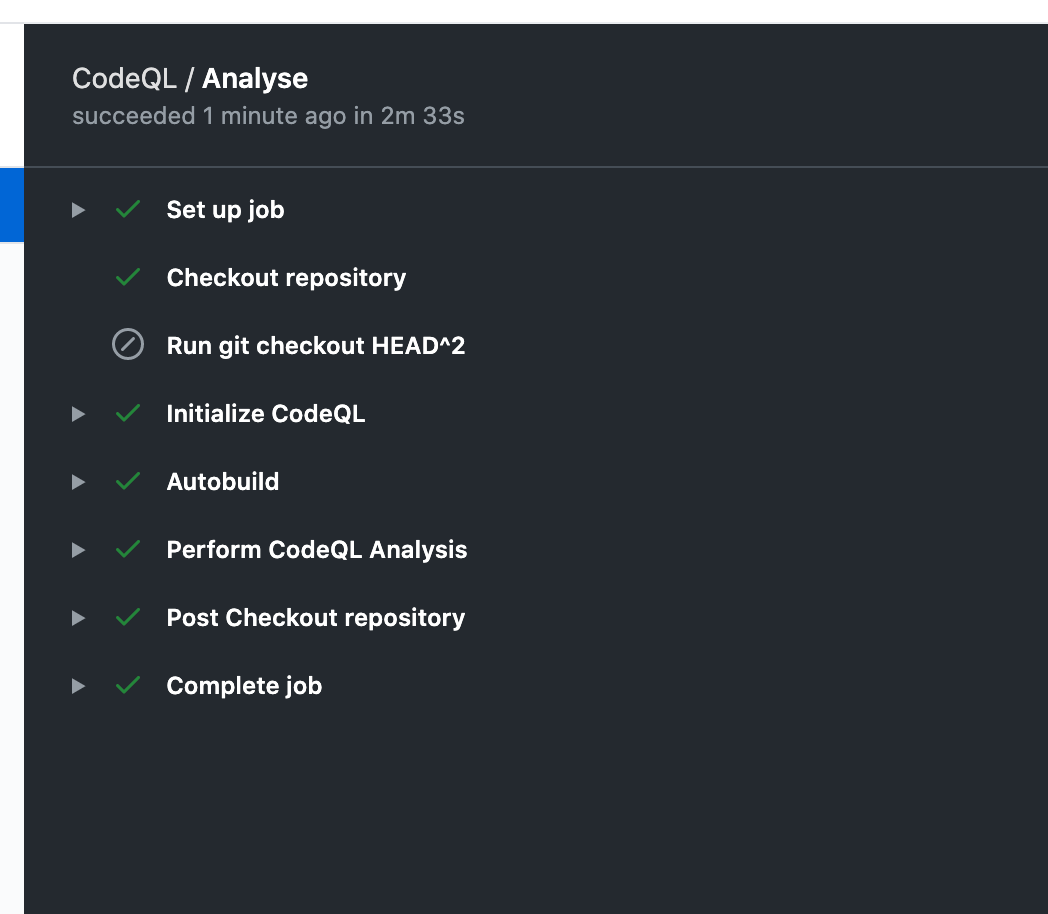 CodeQL / Analyse
succeeded 1 minute ago in 2m 33s
Set up job
Checkout repository
Run git checkout HEAD^2
Initialize CodeQL
Autobuild
Perform CodeQL Analysis
Post Checkout repository
Complete job